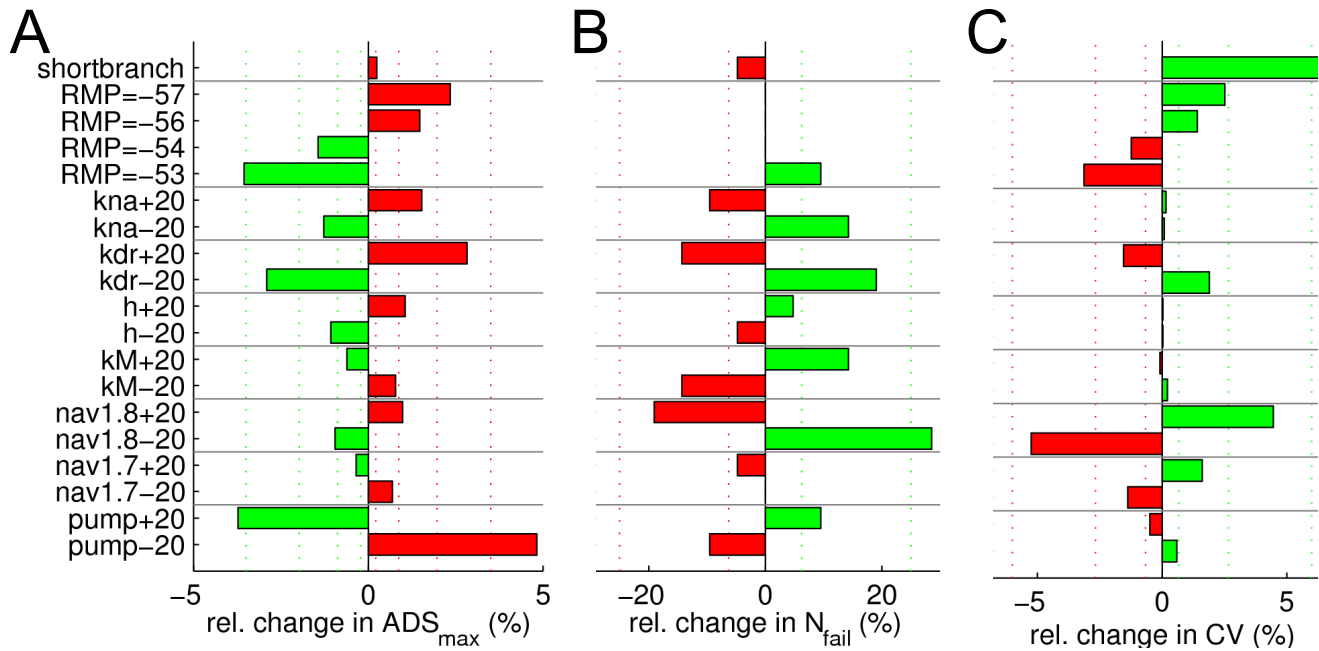 A B C
shortbranch
RMP=−57
RMP=−56
RMP=−54
RMP=−53
kna+20
kna−20
kdr+20
kdr−20
h+20
h−20
kM+20
kM−20
nav1.8+20
nav1.8−20
nav1.7+20
nav1.7−20
pump+20
pump−20
−5 0 5 −20 0 20 −5 0 5
rel. change in ADSmax (%) rel. change in Nfail (%) rel. change in CV (%)